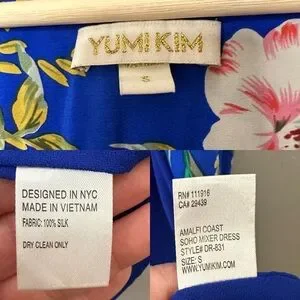 YUMI KIM
S
DESIGNED IN NYC
MADE IN VIETNAM
FABRIC: 100% SILK
DRY CLEAN ONLY
RN# 111916
CA# 29439
AMALFI COAST
SOHO MIXER DRESS
STYLE# DR-831
SIZE: S
WWW.YUMIKIM.COM